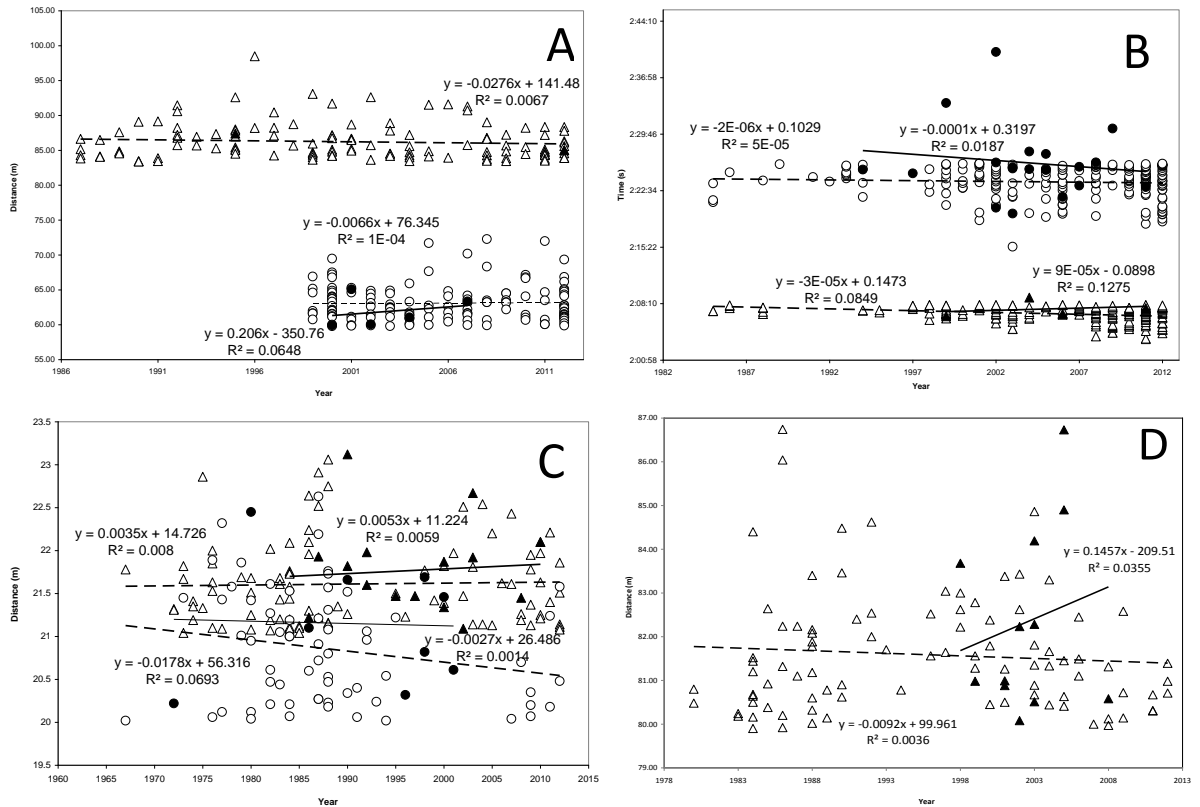 A
105.00
100.00
95.00
90.00
85.00
80.00
75.00
70.00
65.00
60.00
55.00
Distance (m)
y = -0.0276x + 141.48
R² = 0.0067
y = -0.0066x + 76.345
R² = 1E-04
y = 0.206x - 350.76
R² = 0.0648
1986 1991 1996 2001 2006 2011
Year
B
2:44:10
2:36:58
2:29:46
2:22:34
2:15:22
2:08:10
2:00:58
Time (s)
y = -2E-06x + 0.1029
R² = 5E-05
y = -0.0001x + 0.3197
R² = 0.0187
y = -3E-05x + 0.1473
R² = 0.0849
y = 9E-05x - 0.0898
R² = 0.1275
1982 1987 1992 1997 2002 2007 2012
Year
C
23.5
23
22.5
22
21.5
21
20.5
20
19.5
Distance (m)
y = 0.0035x + 14.726
R² = 0.008
y = 0.0053x + 11.224
R² = 0.0059
y = -0.0178x + 56.316
R² = 0.0693
y = -0.0027x + 26.486
R² = 0.0014
1960 1965 1970 1975 1980 1985 1990 1995 2000 2005 2010 2015
Year
D
87.00
86.00
85.00
84.00
83.00
82.00
81.00
80.00
79.00
Distance (m)
y = 0.1457x - 209.51
R² = 0.0355
y = -0.0092x + 99.961
R² = 0.0036
1978 1983 1988 1993 1998 2003 2008 2013
Year